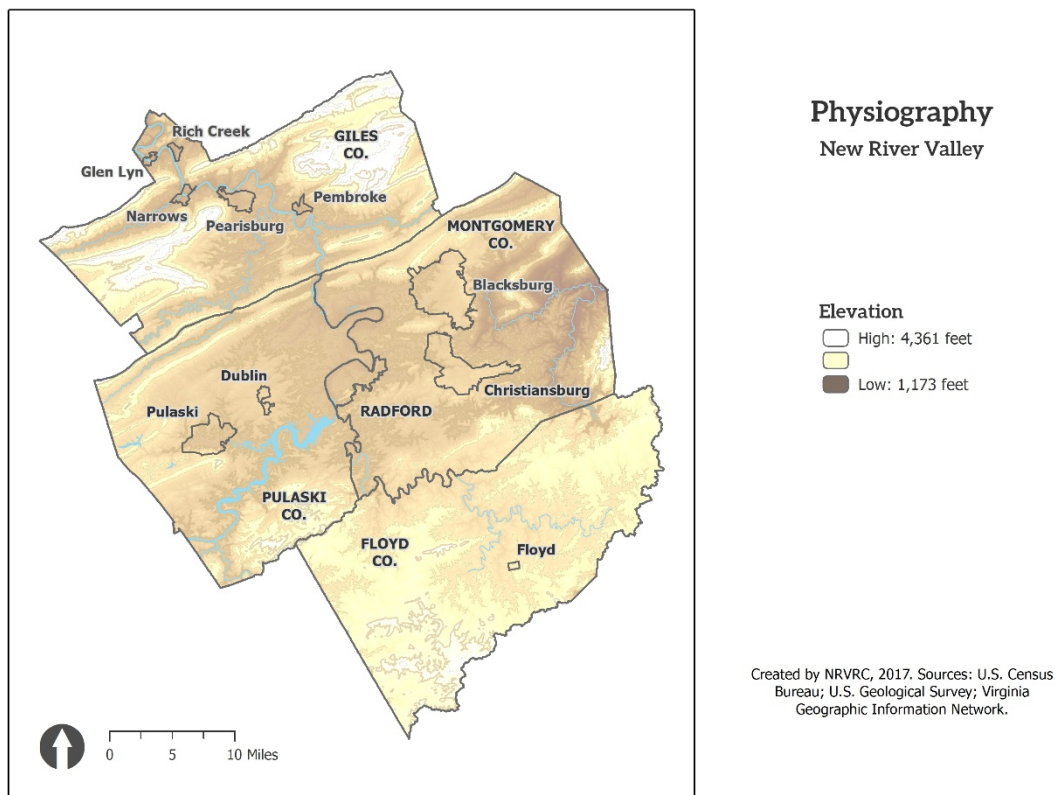 Physiography
New River Valley
Rich Creek
GILES
CO.
Glen Lyn
Pembroke
Narrows
Pearisburg
MONTGOMERY
CO.
Blacksburg
Elevation
High: 4,361 feet
Low: 1,173 feet
Dublin
Christiansburg
Pulaski
RADFORD
PULASKI
CO.
FLOYD
CO.
Floyd
Created by NRVRC, 2017. Sources: U.S. Census
Bureau; U.S. Geological Survey; Virginia
Geographic Information Network.
0 5 10 Miles